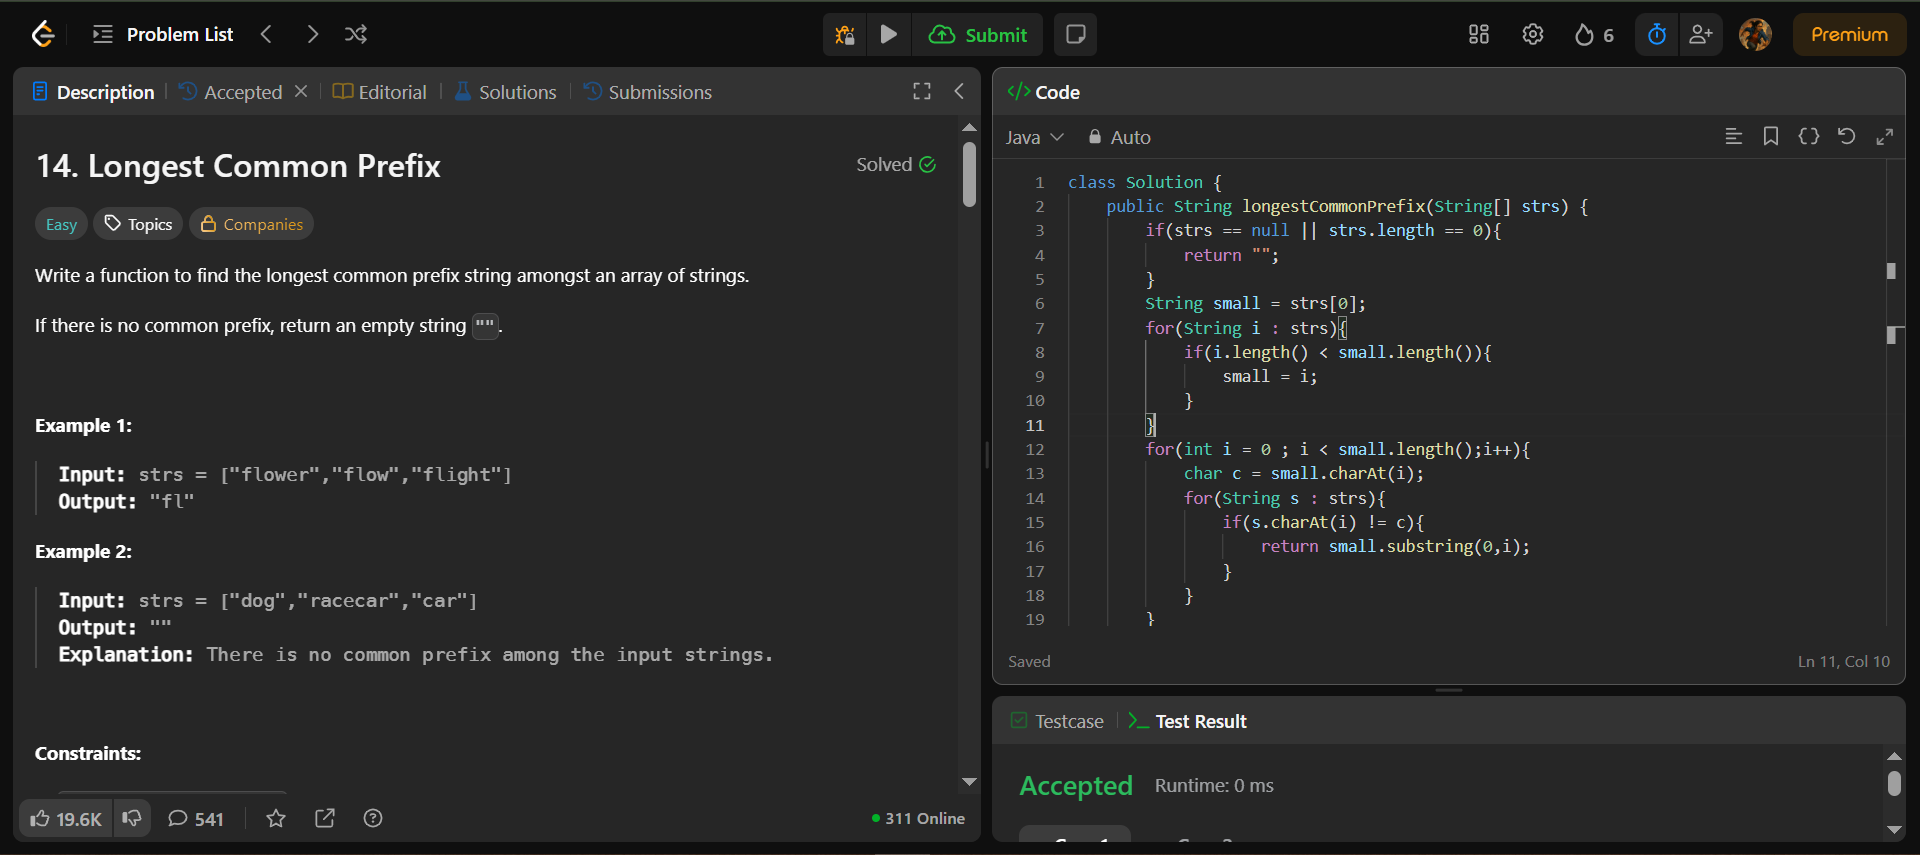 Problem List
Submit
6
Premium
Description
Accepted
Editorial
Solutions
Submissions
14. Longest Common Prefix
Solved
Easy
Topics
Companies
Write a function to find the longest common prefix string amongst an array of strings.
If there is no common prefix, return an empty string "".
Example 1:
Input: strs = ["flower","flow","flight"]
Output: "fl"
Example 2:
Input: strs = ["dog","racecar","car"]
Output: ""
Explanation: There is no common prefix among the input strings.
Constraints:
19.6K
541
311 Online
</> Code
Java
Auto
1 class Solution {
2 public String longestCommonPrefix(String[] strs) {
3 if(strs == null || strs.length == 0){
4 return "";
5 }
6 String small = strs[0];
7 for(String i : strs){
8 if(i.length() < small.length()){
9 small = i;
10 }
11 }
12 for(int i = 0 ; i < small.length();i++){
13 char c = small.charAt(i);
14 for(String s : strs){
15 if(s.charAt(i) != c){
16 return small.substring(0,i);
17 }
18 }
19 }
Saved
Ln 11, Col 10
Testcase
>_ Test Result
Accepted
Runtime: 0 ms